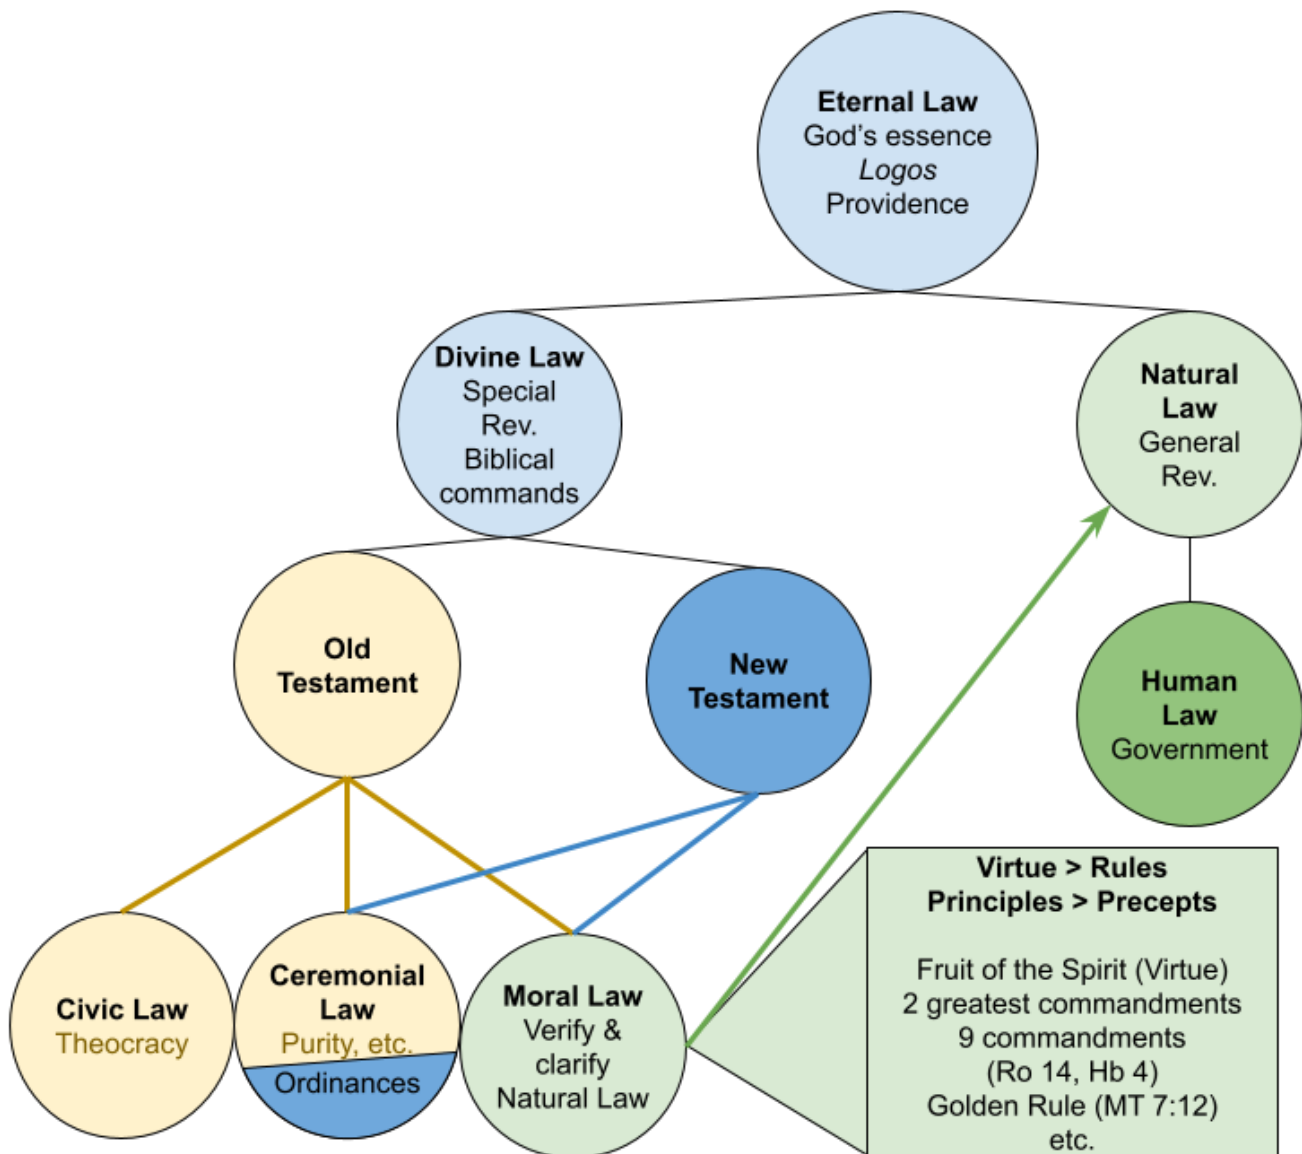 Eternal Law
God's essence
Logos
Providence
Divine Law
Special
Rev.
Biblical
commands
Natural
Law
General
Rev.
Old
Testament
New
Testament
Human
Law
Government
Civic Law
Theocracy
Ceremonial
Law
Purity, etc.
Ordinances
Moral Law
Verify &
clarify
Natural Law
Virtue > Rules
Principles > Precepts
Fruit of the Spirit (Virtue)
2 greatest commandments
9 commandments
(Ro 14, Hb 4)
Golden Rule (MT 7:12)
etc.